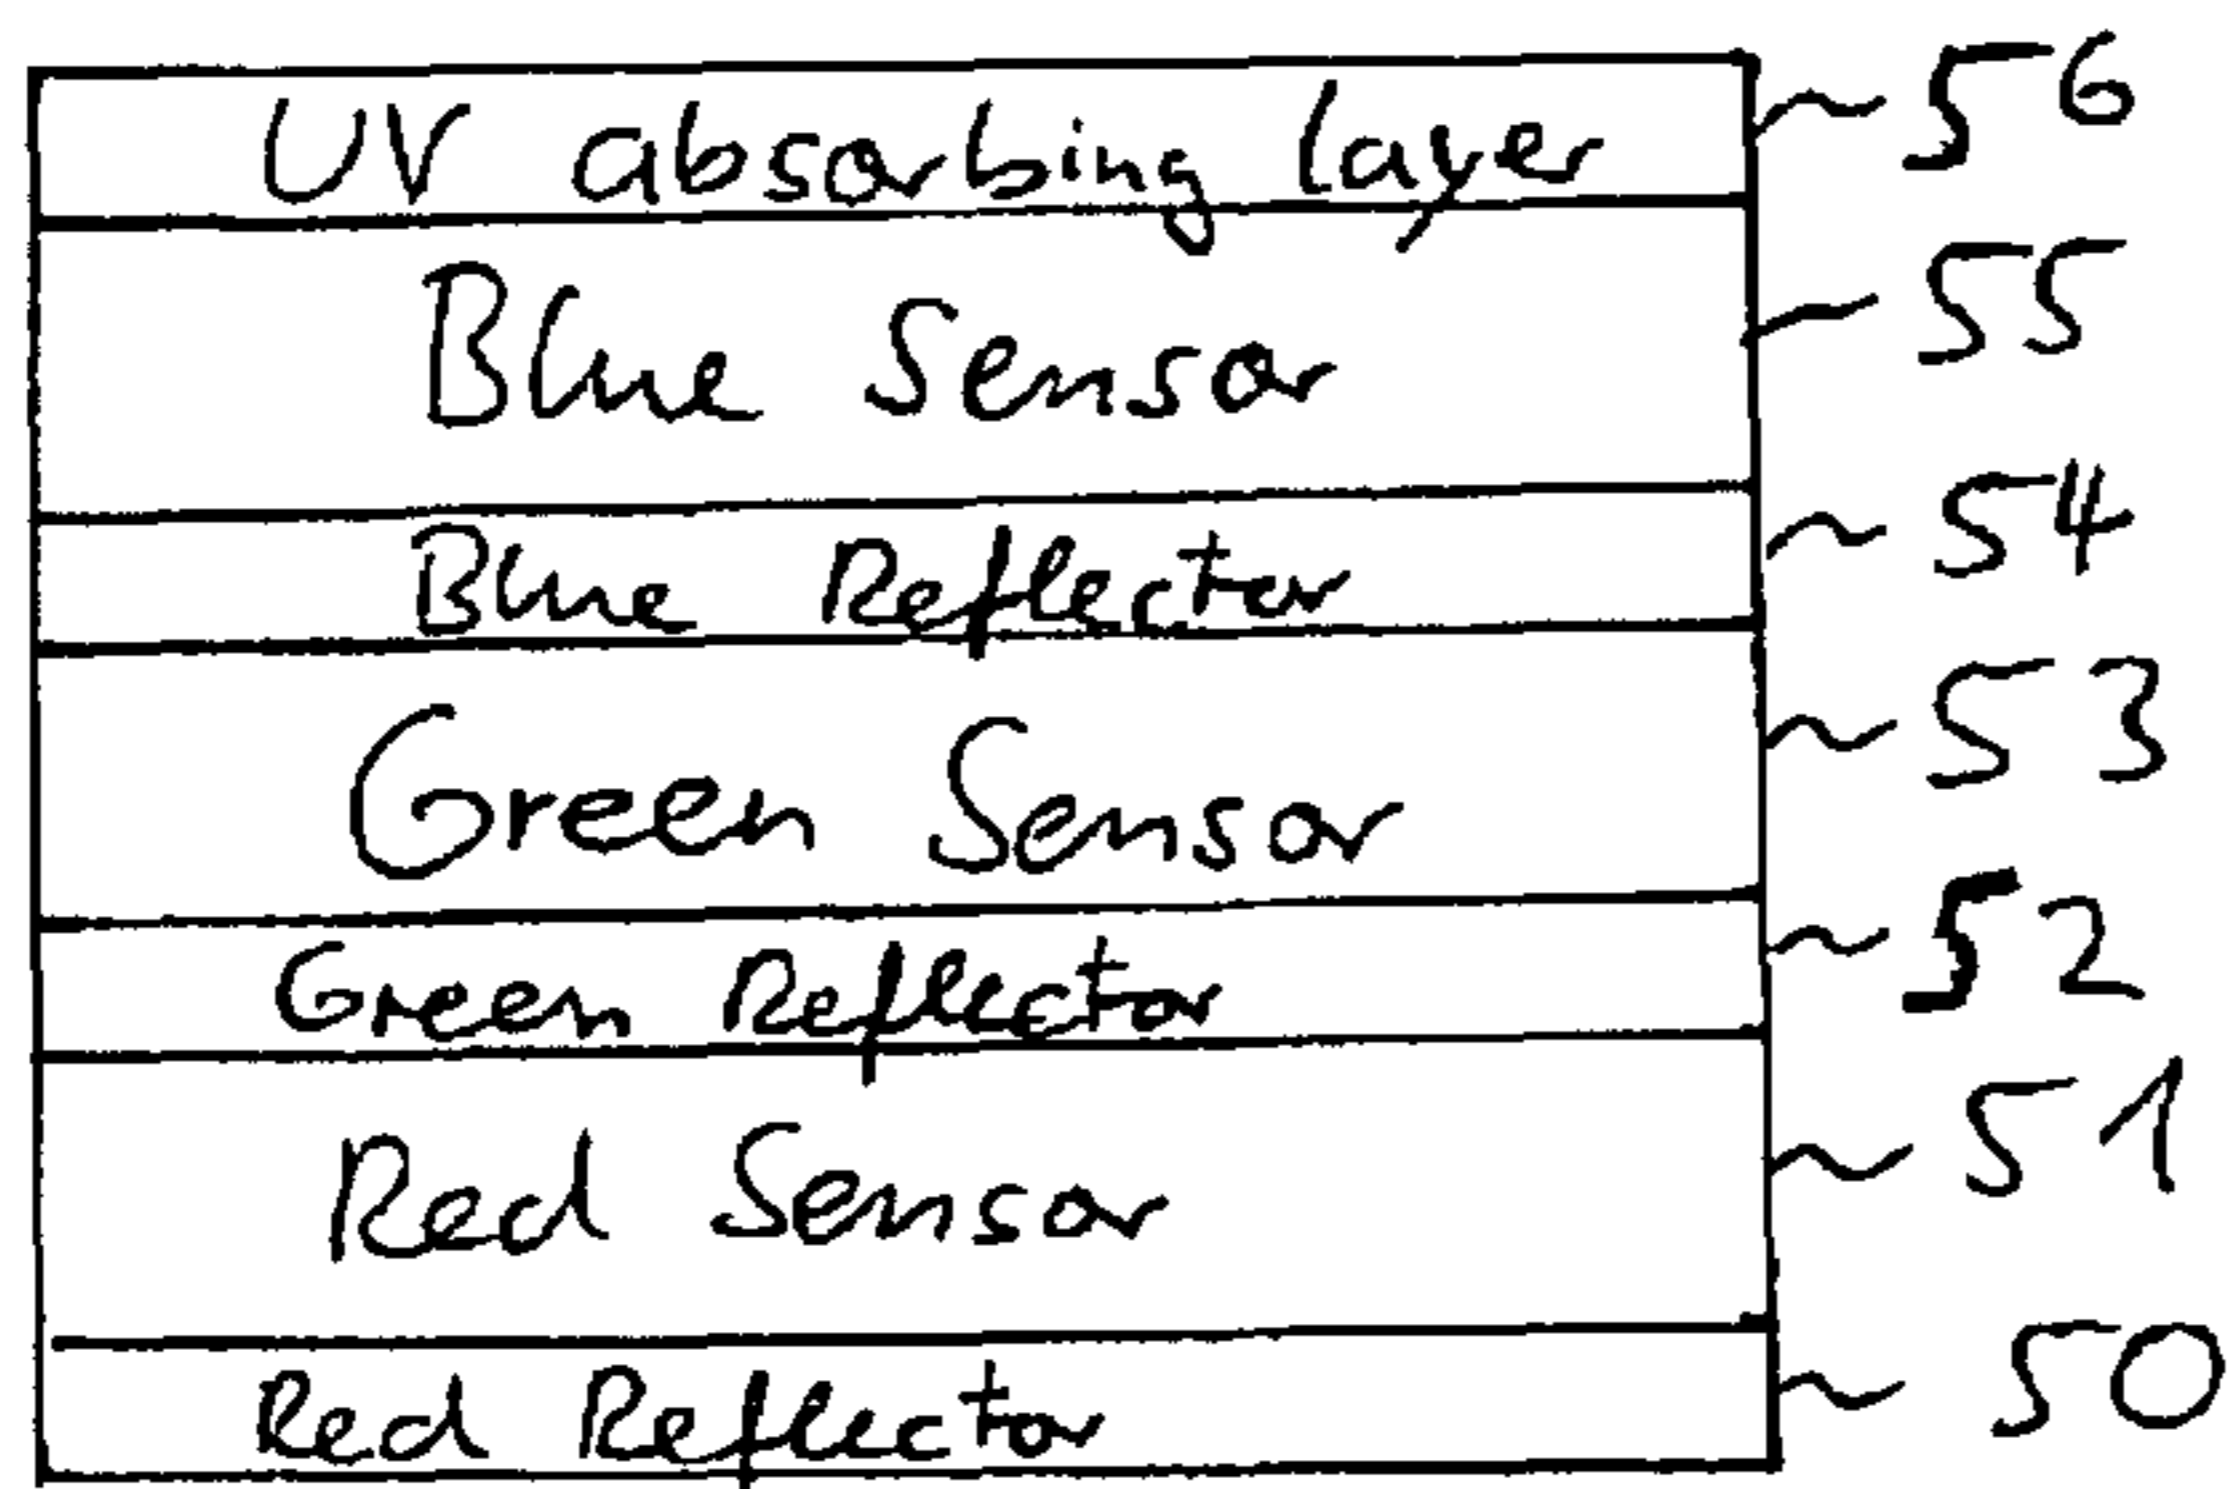 UV absorbing layer 56
Blue Sensor 55
Blue Reflector 54
Green Sensor 53
Green Reflector 52
Red Sensor 51
Red Reflector 50